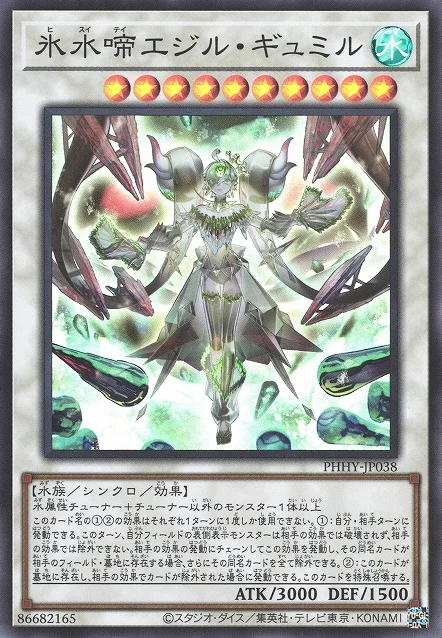 氷水啼エジル・ギュミル
水
PHHY-JP038
【水族／シンクロ／効果】
水属性チューナー＋チューナー以外のモンスター１体以上
このカード名の①②の効果はそれぞれ１ターンに１度しか使用できない。①：自分・相手ターンに
発動できる。このターン、自分フィールドの表側表示モンスターは相手の効果では破壊されず、相手
の効果では除外できない。相手の効果の発動にチェーンしてこの効果を発動し、その同名カードが
相手のフィールド・墓地に存在する場合、さらにその同名カードを全て除外できる。②：このカードが
墓地に存在し、相手の効果でカードが除外された場合に発動できる。このカードを特殊召喚する。
ATK/3000 DEF/1500
86682165
©スタジオ・ダイス／集英社・テレビ東京・KONAMI